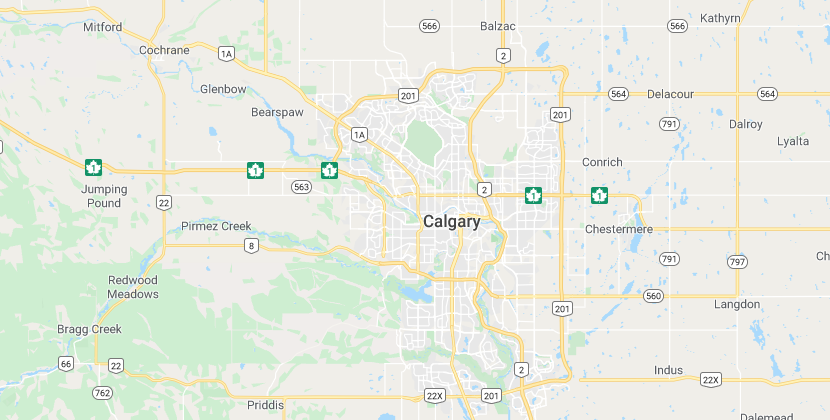 Kathyrn
Mitford
566
Balzac
566
Cochrane
1A
2
Glenbow
201
564
Delacour
564
Bearspaw
201
791
Dalroy
1A
Lyalta
Conrich
1
1
1
563
Jumping
Pound
2
1
1
22
Calgary
Pirmez Creek
Chestermere
8
Ch
791
797
Redwood
Meadows
560
Langdon
201
Bragg Creek
66
22
2
Indus
22X
762
22X
201
Priddis
Dalemead